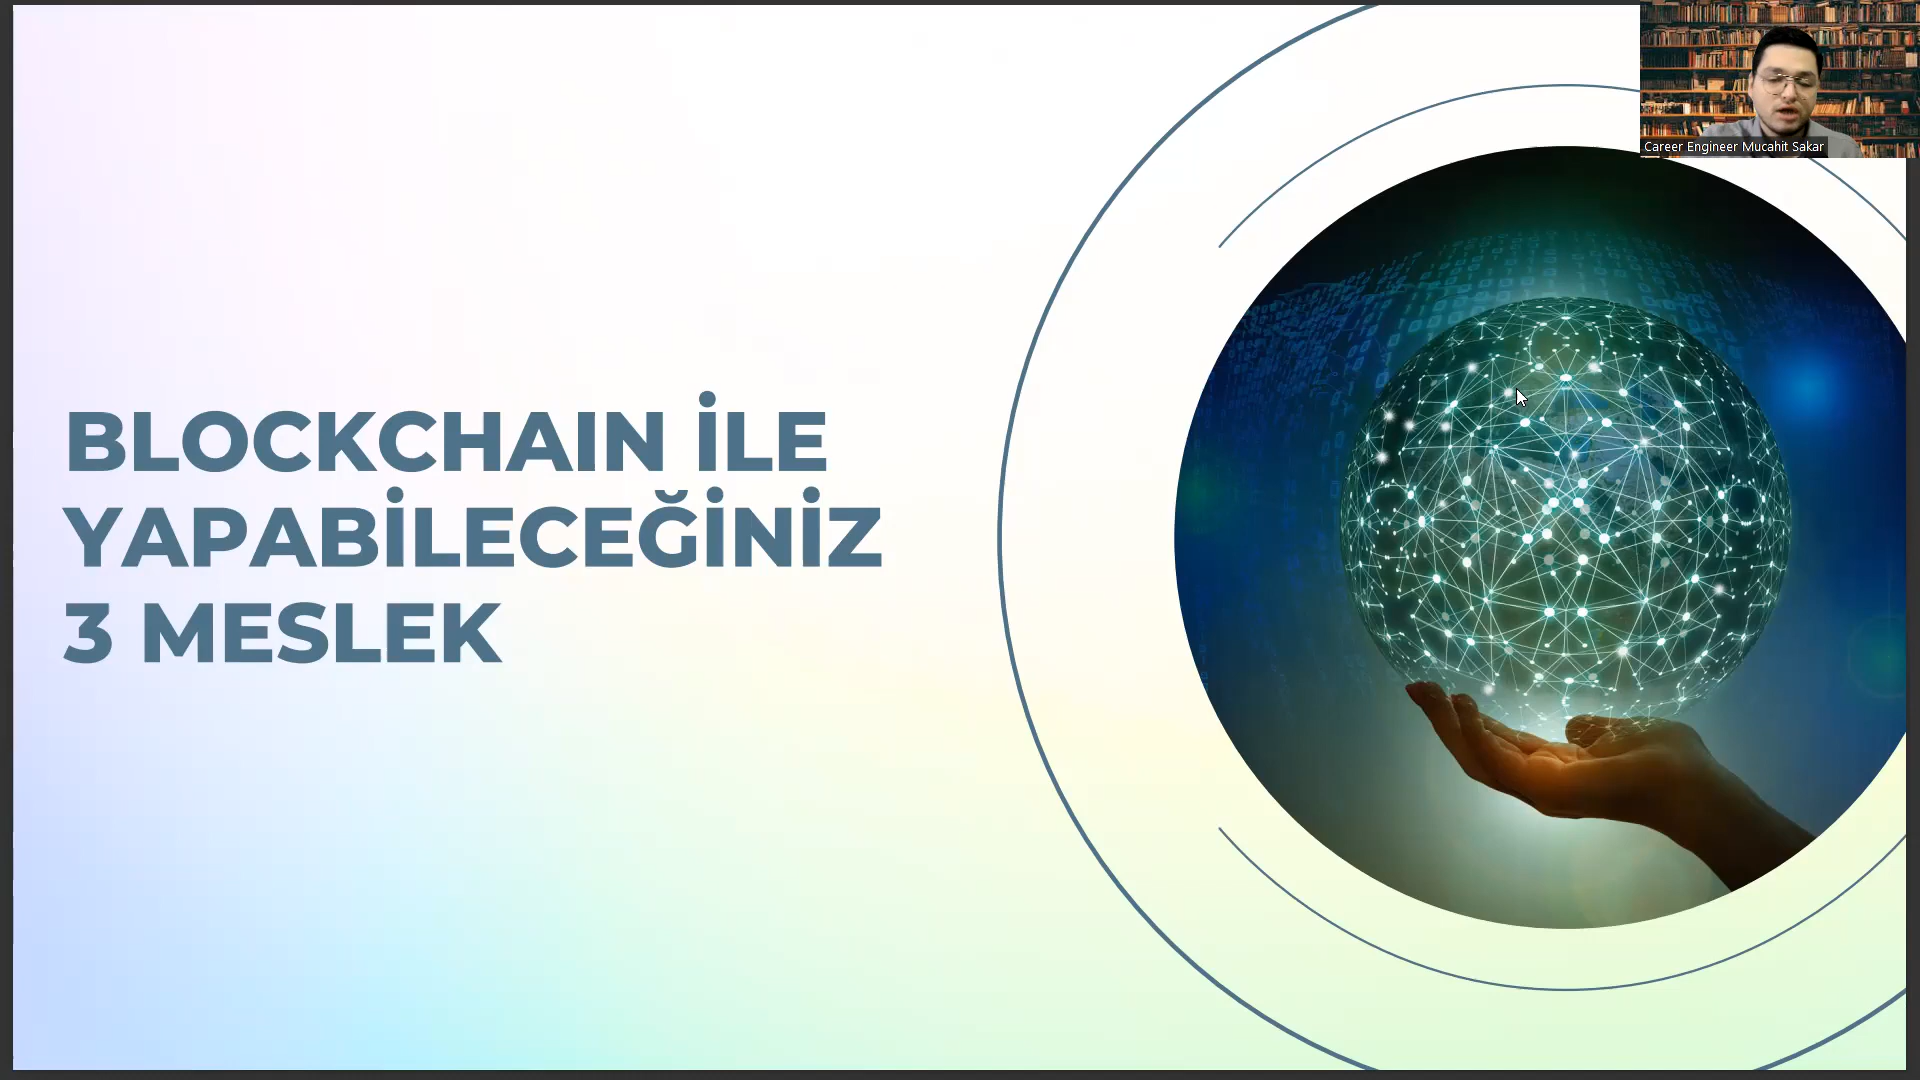 Career Engineer Mucahit Sakar
BLOCKCHAIN İLE
YAPABİLECEĞİNİZ
3 MESLEK